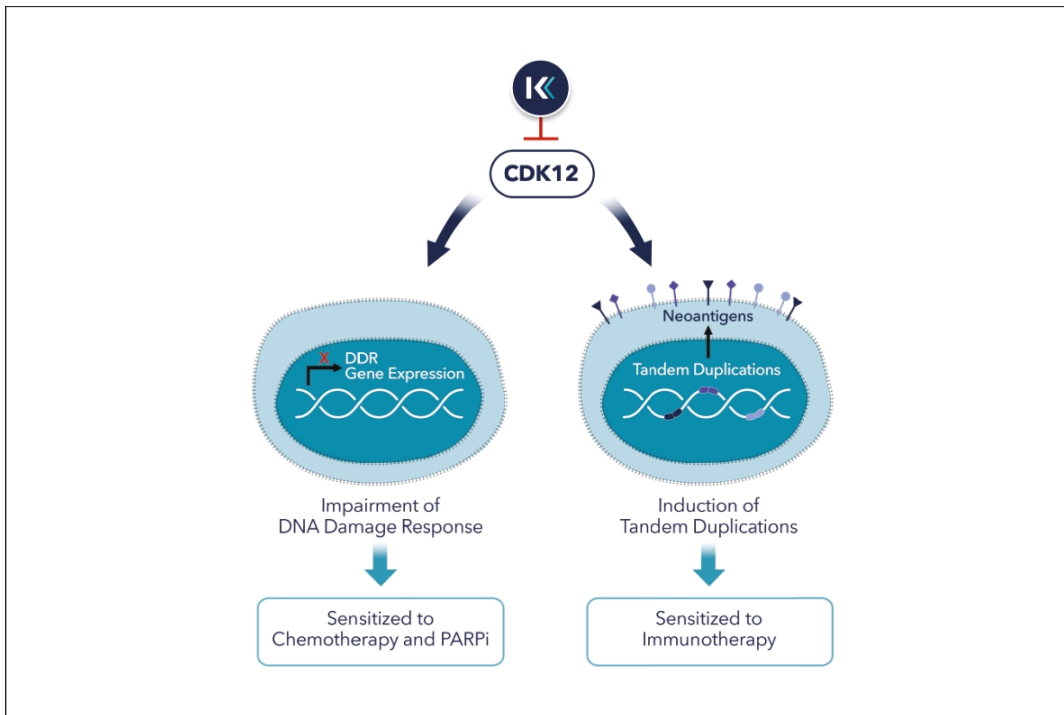 K
CDK12
X
DDR
Gene Expression
Neoantigens
Tandem Duplications
Impairment of
DNA Damage Response
Induction of
Tandem Duplications
Sensitized to
Chemotherapy and PARPi
Sensitized to
Immunotherapy